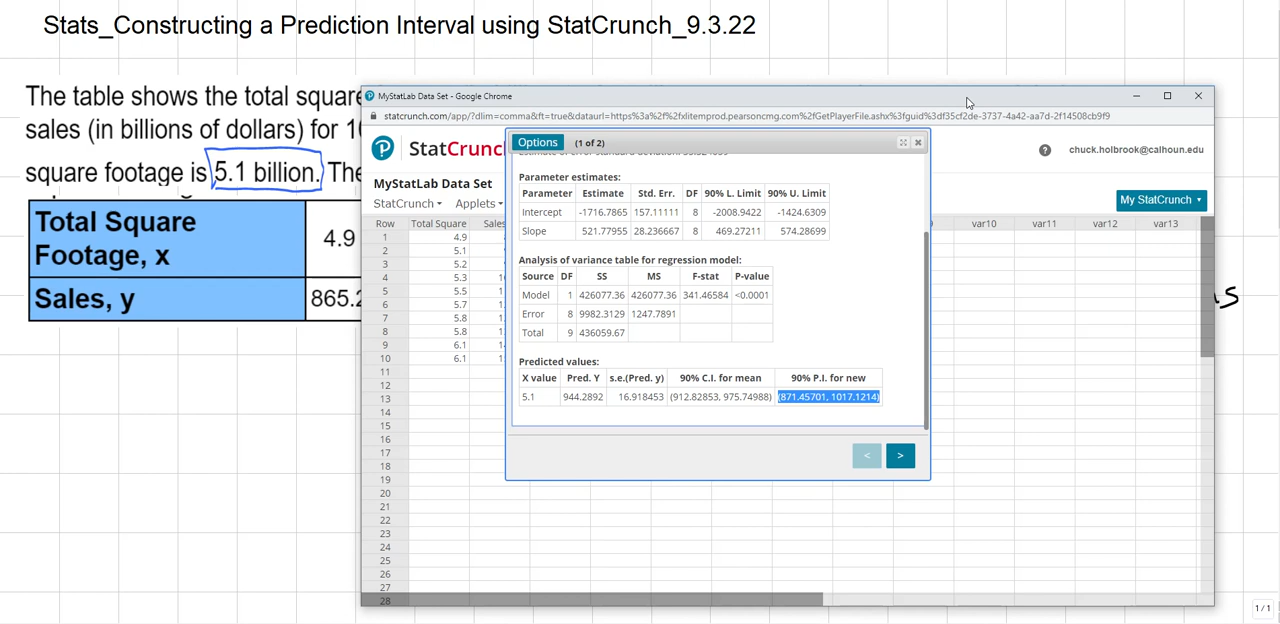 Stats_Constructing a Prediction Interval using StatCrunch_9.3.22
The table shows the total square
sales (in billions of dollars) for
square footage is 5.1 billion. The
Total Square Footage, x 4.9
Sales, y 865.2
MyStatLab Data Set - Google Chrome
statcrunch.com/app/?dlim=comma&ft=true&dataurl=https%3a%2f%2fxlitemprod.pearsoncmg.com%2fGetPlayerFile.ashx%3fguid%3df35cf2de-3737-4a42-aa7d-2f14508cb9f9
StatCrunch
chuck.holbrook@calhoun.edu
MyStatLab Data Set
My StatCrunch
StatCrunch Applets
Row Total Square Sales var10 var11 var12 var13
1 4.9
2 5.1
3 5.2
4 5.3
5 5.5
6 5.7
7 5.8
8 5.8
9 6.1
10 6.1
11
12
13
14
15
16
17
18
19
20
21
22
23
24
25
26
27
28
Options (1 of 2)
Parameter estimates:
Parameter Estimate Std. Err. DF 90% L. Limit 90% U. Limit
Intercept -1716.7865 157.11111 8 -2008.9422 -1424.6309
Slope 521.77955 28.236667 8 469.27211 574.28699
Analysis of variance table for regression model:
Source DF SS MS F-stat P-value
Model 1 426077.36 426077.36 341.46584 <0.0001
Error 8 9982.3129 1247.7891
Total 9 436059.67
Predicted values:
X value Pred. Y s.e.(Pred. y) 90% C.I. for mean 90% P.I. for new
5.1 944.2892 16.918453 (912.82853, 975.74988) (871.45701, 1017.1214)
< >
1 / 1